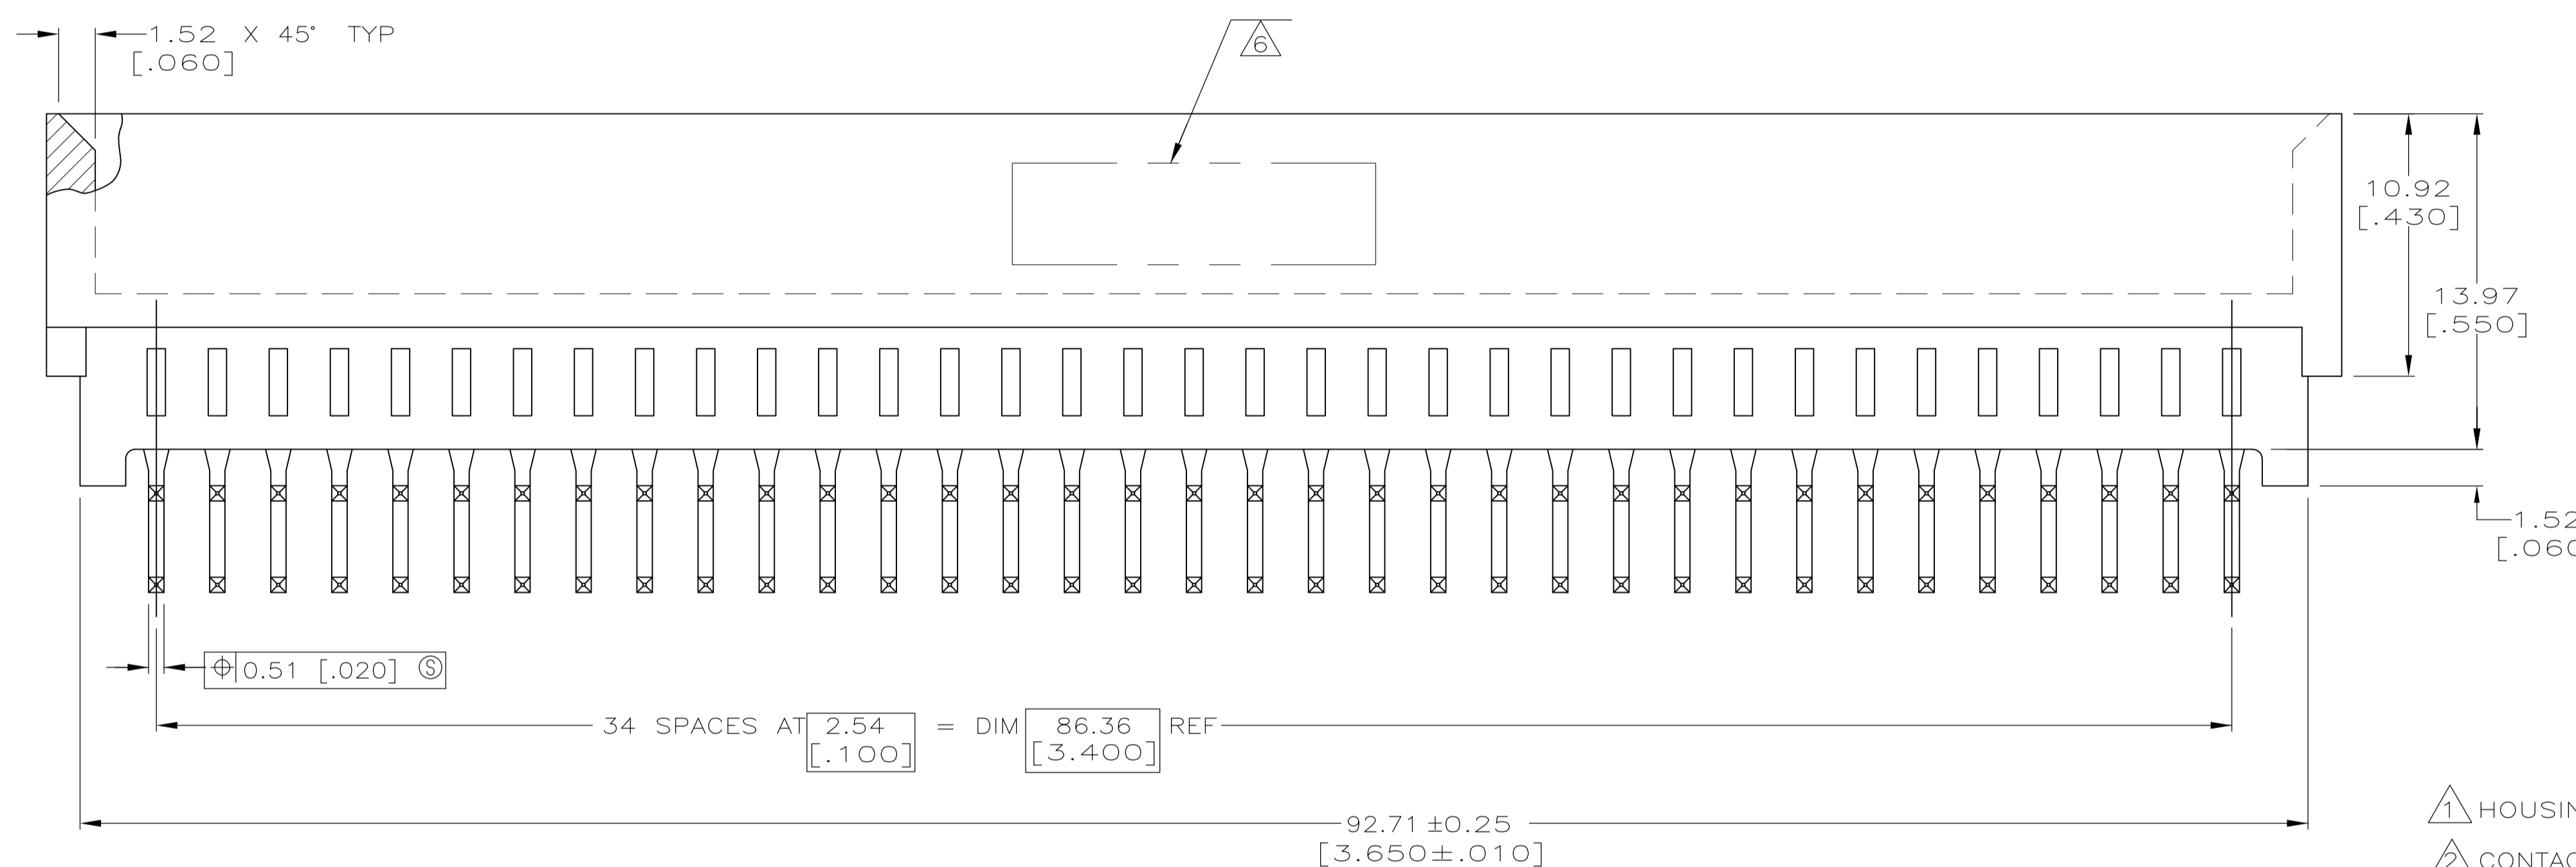 1.52 X 45° TYP
[.060]
6
10.92
[.430]
13.97
[.550]
1.52
[.060
⌖ 0.51 [.020] Ⓢ
34 SPACES AT 2.54 = DIM 86.36 REF
[.100] [3.400]
92.71 ±0.25
[3.650±.010]
1 HOUSIN
2 CONTAC